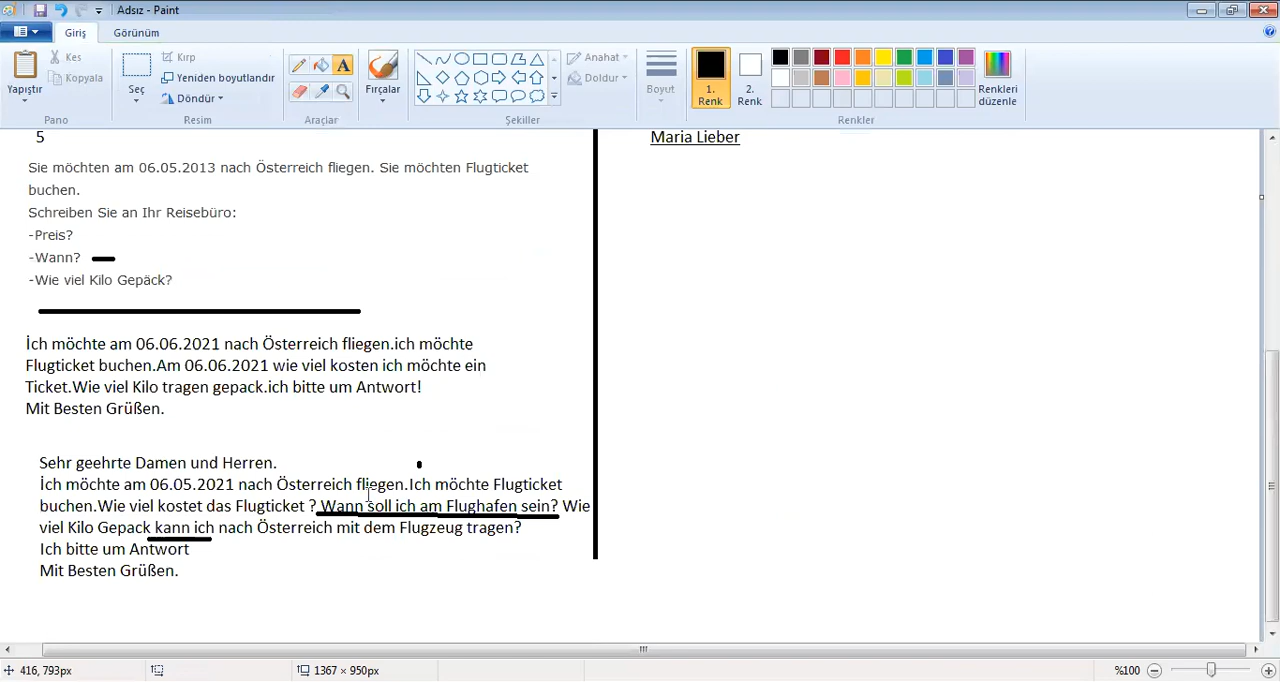 Adsız - Paint
Giriş
Görünüm
Yapıştır
Kes
Kopyala
Pano
Seç
Kırp
Yeniden boyutlandır
Döndür
Resim
A
Araçlar
Fırçalar
Şekiller
Anahat
Doldur
Boyut
1. Renk
2. Renk
Renkleri düzenle
Renkler
5
Sie möchten am 06.05.2013 nach Österreich fliegen. Sie möchten Flugticket
buchen.
Schreiben Sie an Ihr Reisebüro:
-Preis?
-Wann?
-Wie viel Kilo Gepäck?
İch möchte am 06.06.2021 nach Österreich fliegen.ich möchte
Flugticket buchen.Am 06.06.2021 wie viel kosten ich möchte ein
Ticket.Wie viel Kilo tragen gepack.ich bitte um Antwort!
Mit Besten Grüßen.
Sehr geehrte Damen und Herren.
İch möchte am 06.05.2021 nach Österreich fliegen.Ich möchte Flugticket
buchen.Wie viel kostet das Flugticket ? Wann soll ich am Flughafen sein? Wie
viel Kilo Gepack kann ich nach Österreich mit dem Flugzeug tragen?
Ich bitte um Antwort
Mit Besten Grüßen.
Maria Lieber
416, 793px
1367 × 950px
%100